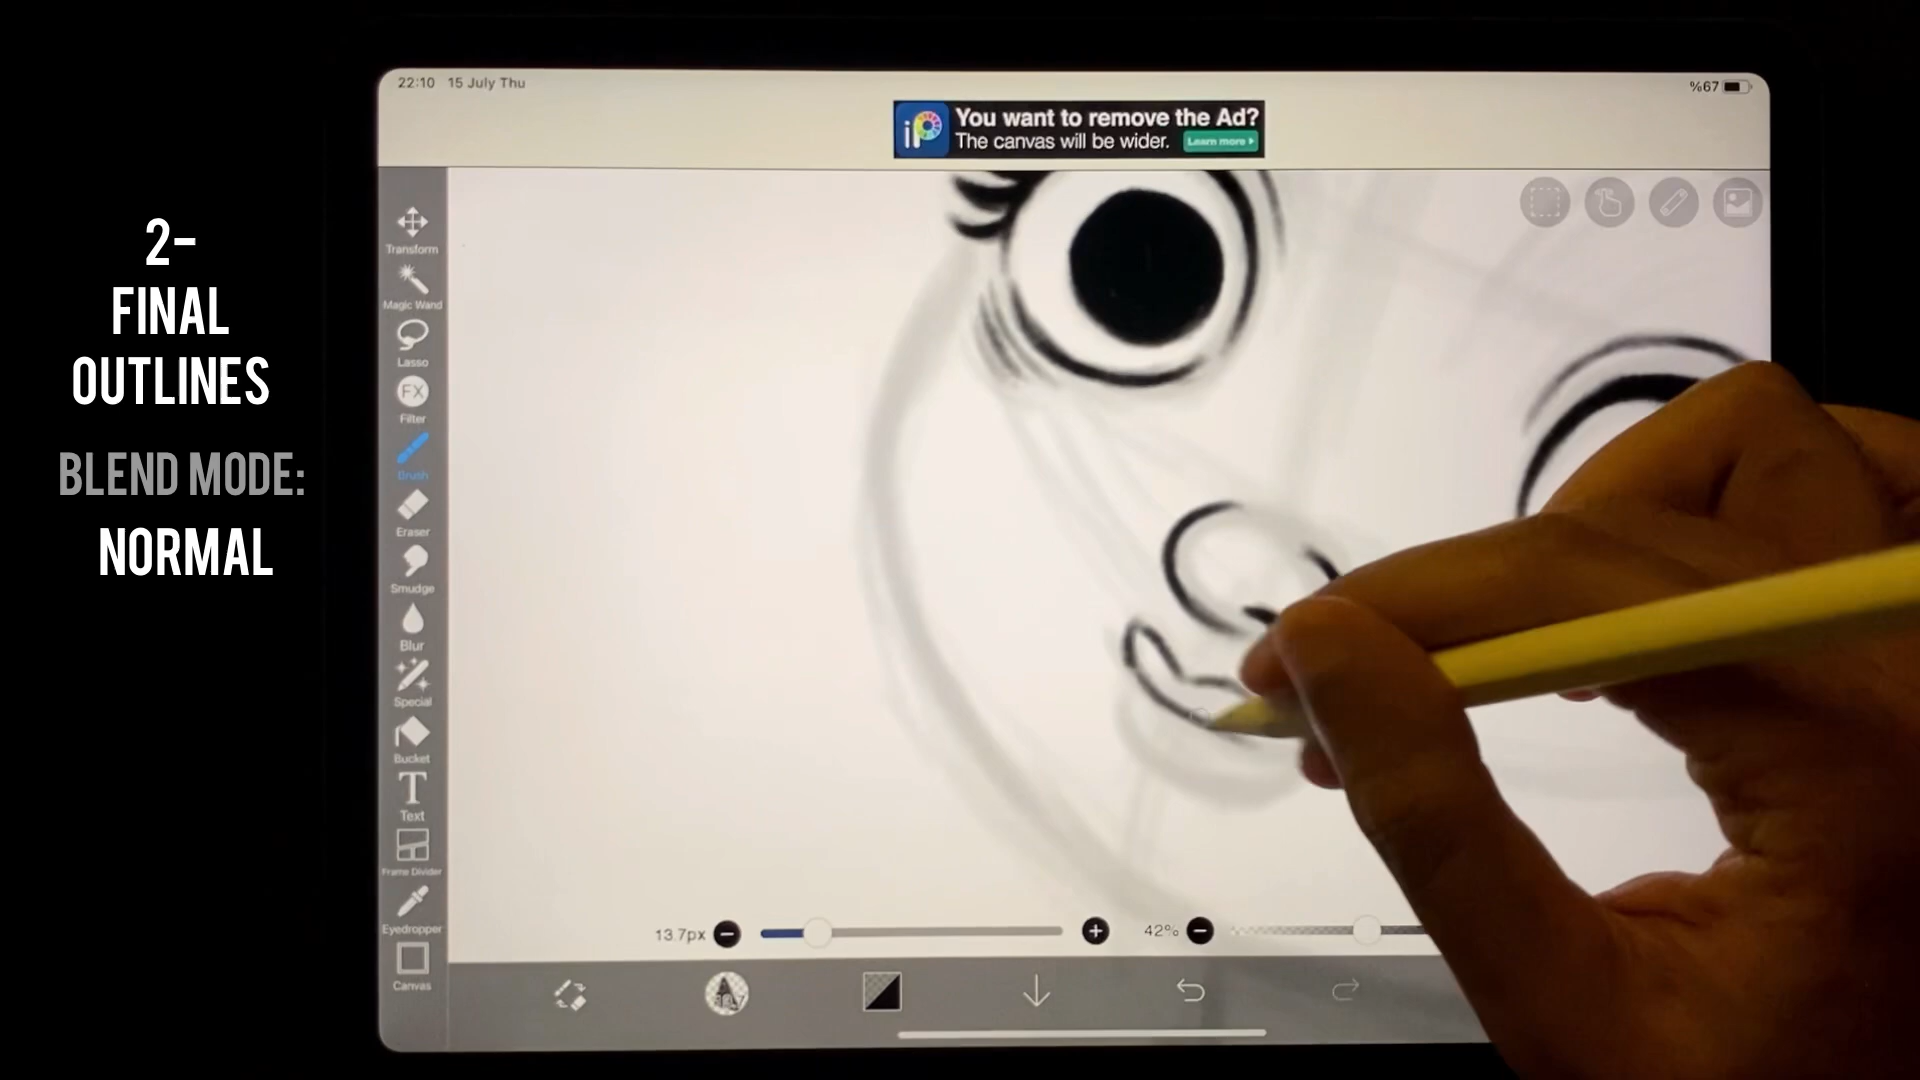 22:10 15 July Thu
%67
iP
You want to remove the Ad?
The canvas will be wider.
Learn more
2-
FINAL
OUTLINES
BLEND MODE:
NORMAL
Transform
Magic Wand
Lasso
FX
Filter
Brush
Eraser
Smudge
Blur
Special
Bucket
T
Text
Frame Divider
Eyedropper
Canvas
13.7px
42%